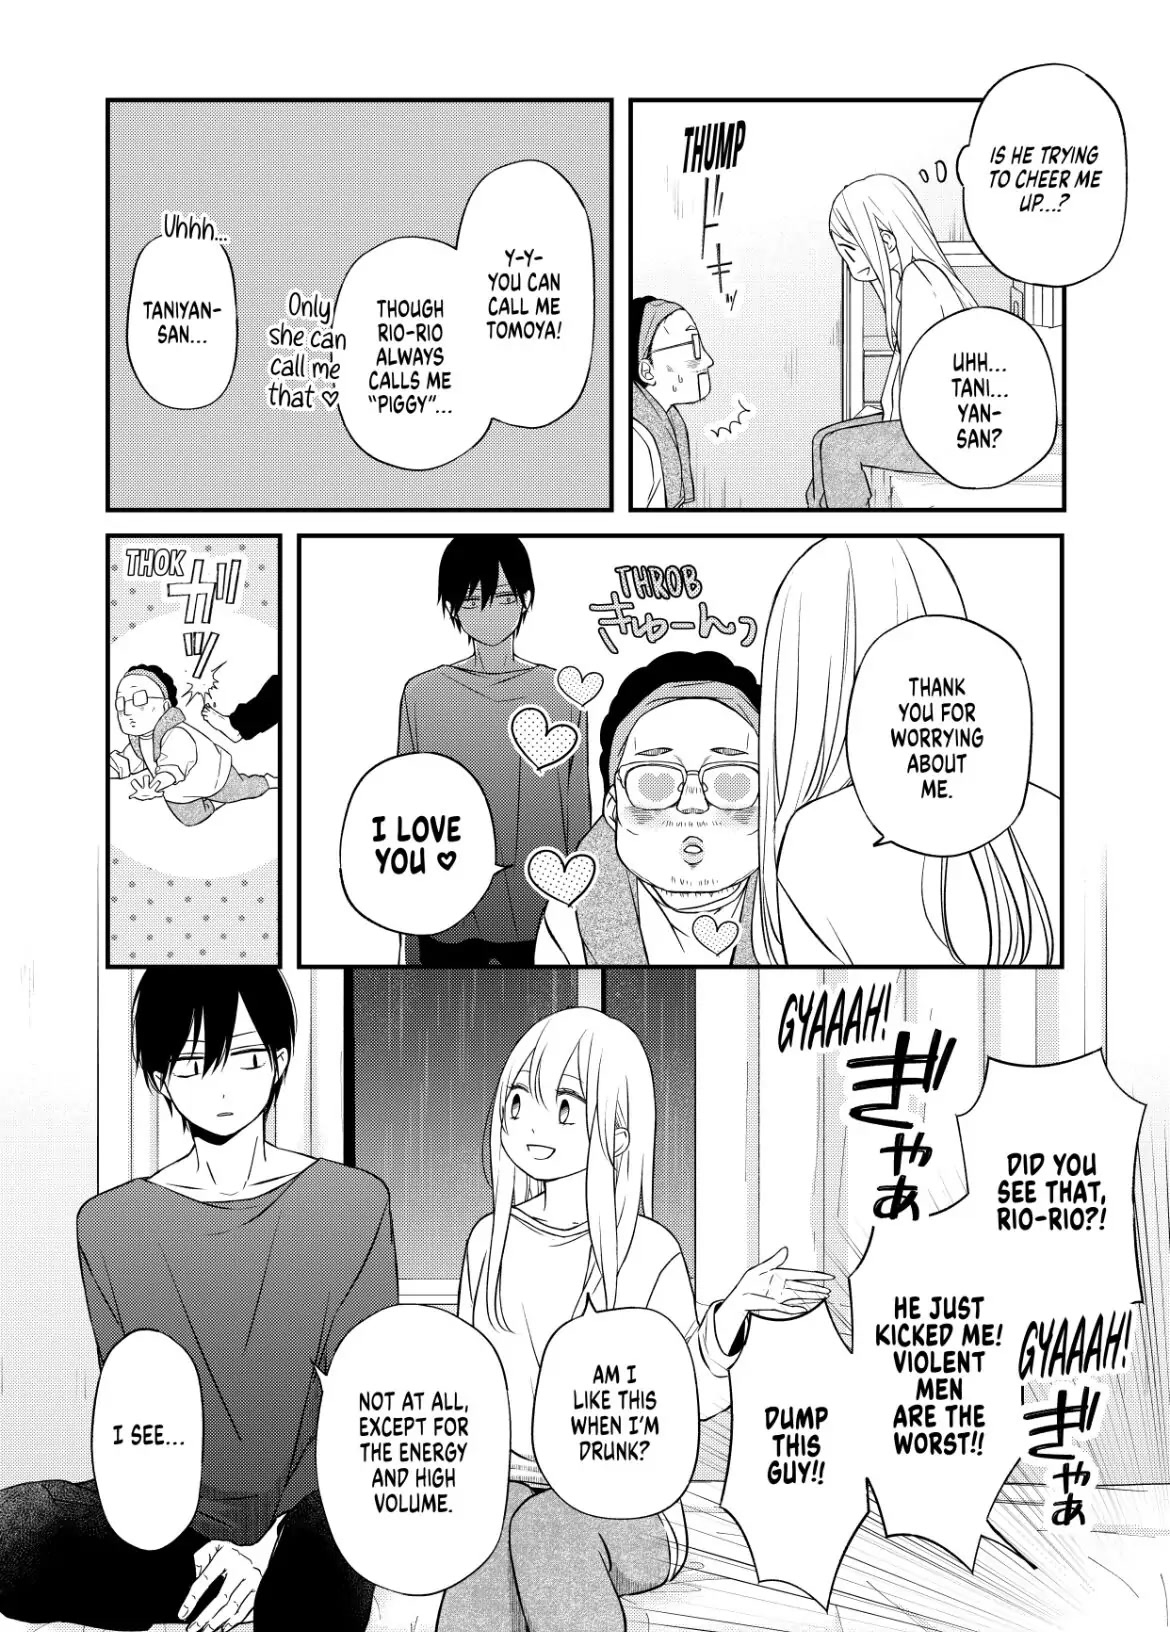 IS HE TRYING
TO CHEER ME
UP...?
THUMP
ドキッ
UHH...
TANI...
YAN-
SAN?
Y-Y-
YOU CAN
CALL ME
TOMOYA!
THOUGH
RIO-RIO
ALWAYS
CALLS ME
"PIGGY"...
Only
she can
call me
that ♡
Uhhh...
TANIYAN-
SAN...
THANK
YOU FOR
WORRYING
ABOUT
ME.
THROB
きゅーんっ
I LOVE
YOU ♥
THOK
ガッ
GYAAAH!
ぎゃあ
DID YOU
SEE THAT,
RIO-RIO?!
HE JUST
KICKED ME!
VIOLENT
MEN
ARE THE
WORST!!
GYAAAH!
ぎゃあ
DUMP
THIS
GUY!!
AM I
LIKE THIS
WHEN I'M
DRUNK?
NOT AT ALL,
EXCEPT FOR
THE ENERGY
AND HIGH
VOLUME.
I SEE...